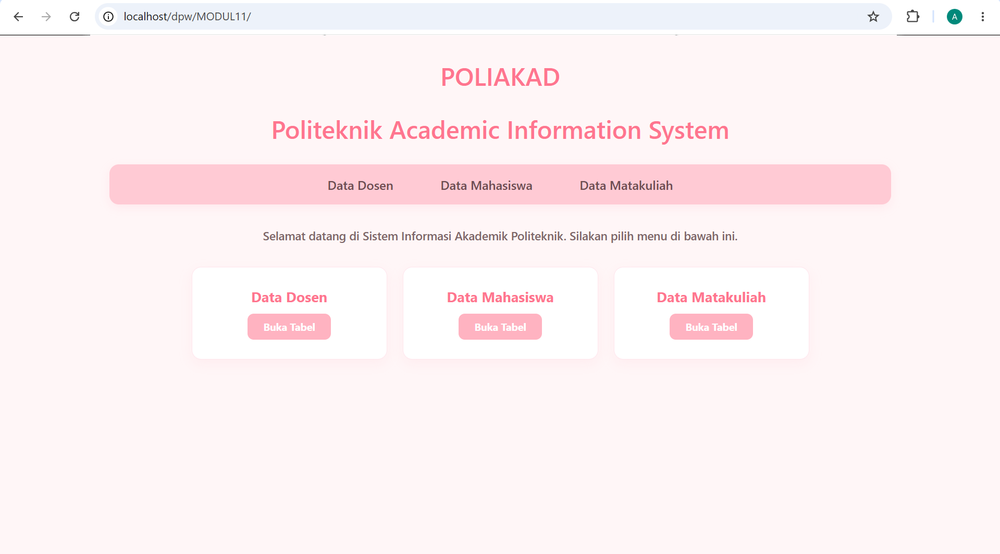 localhost/dpw/MODUL11/
A
POLIAKAD
Politeknik Academic Information System
Data Dosen Data Mahasiswa Data Matakuliah
Selamat datang di Sistem Informasi Akademik Politeknik. Silakan pilih menu di bawah ini.
Data Dosen Data Mahasiswa Data Matakuliah
Buka Tabel Buka Tabel Buka Tabel